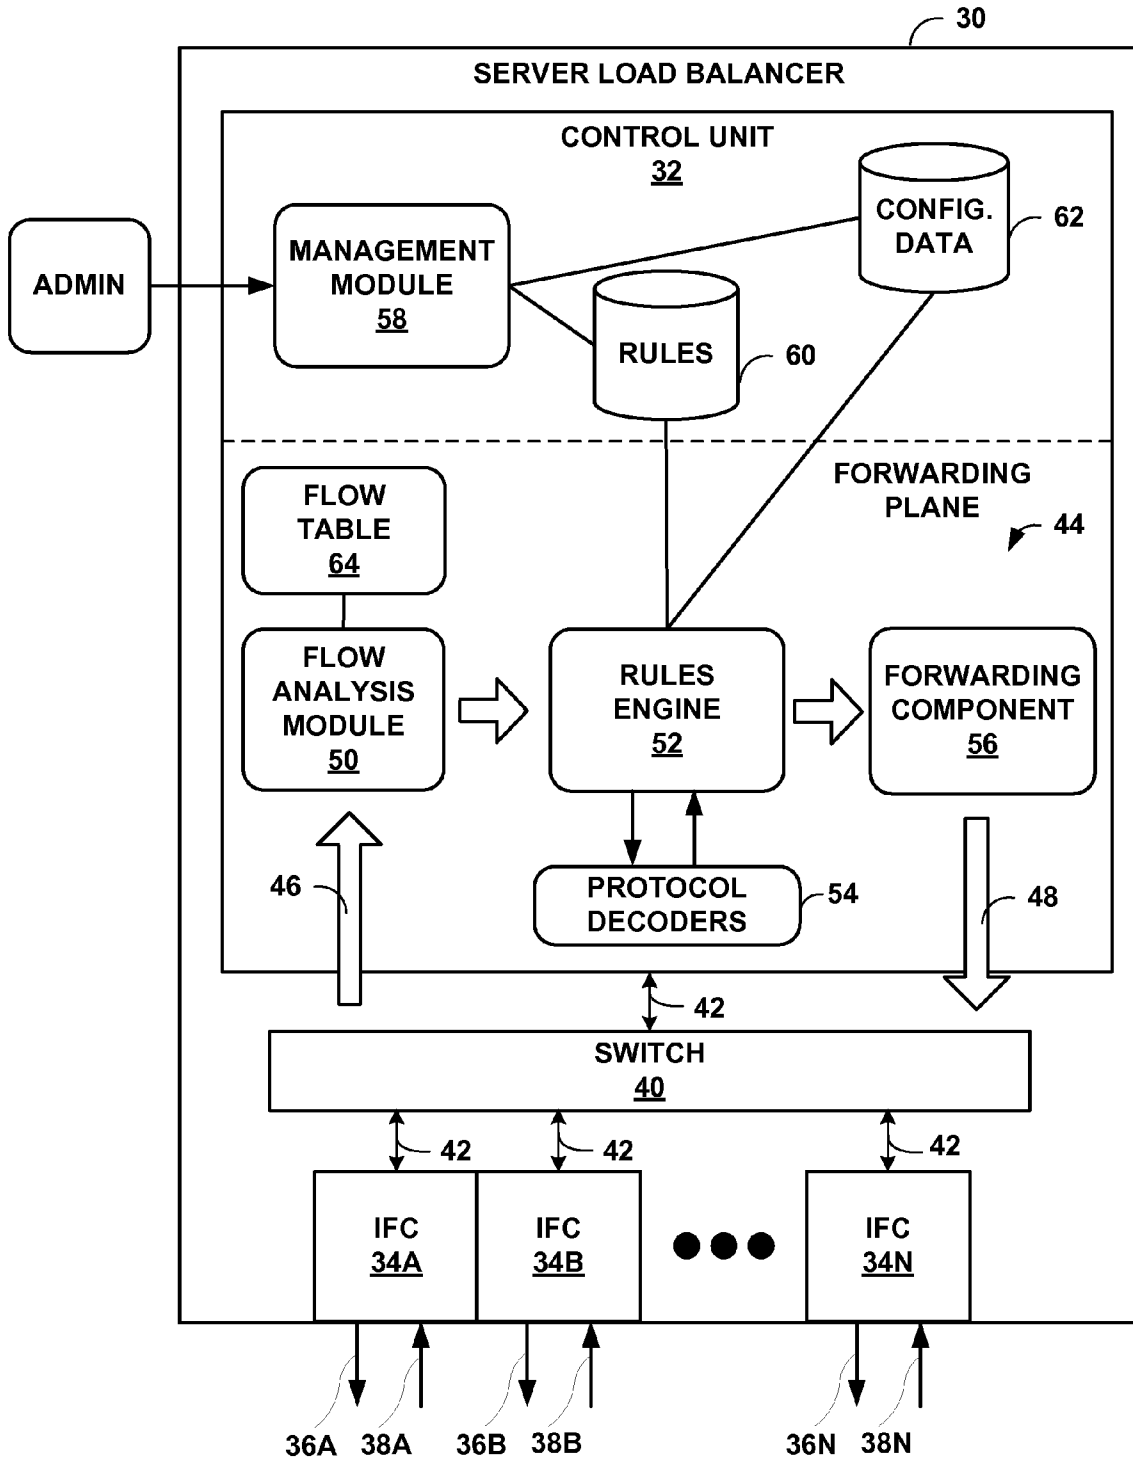 30
SERVER LOAD BALANCER
CONTROL UNIT
32
CONFIG.
DATA
62
MANAGEMENT
MODULE
58
ADMIN
RULES
60
FORWARDING
PLANE
44
FLOW
TABLE
64
FLOW
ANALYSIS
MODULE
50
RULES
ENGINE
52
FORWARDING
COMPONENT
56
46
PROTOCOL
DECODERS
54
48
42
SWITCH
40
42
42
42
IFC
34A
IFC
34B
IFC
34N
36A
38A
36B
38B
36N
38N